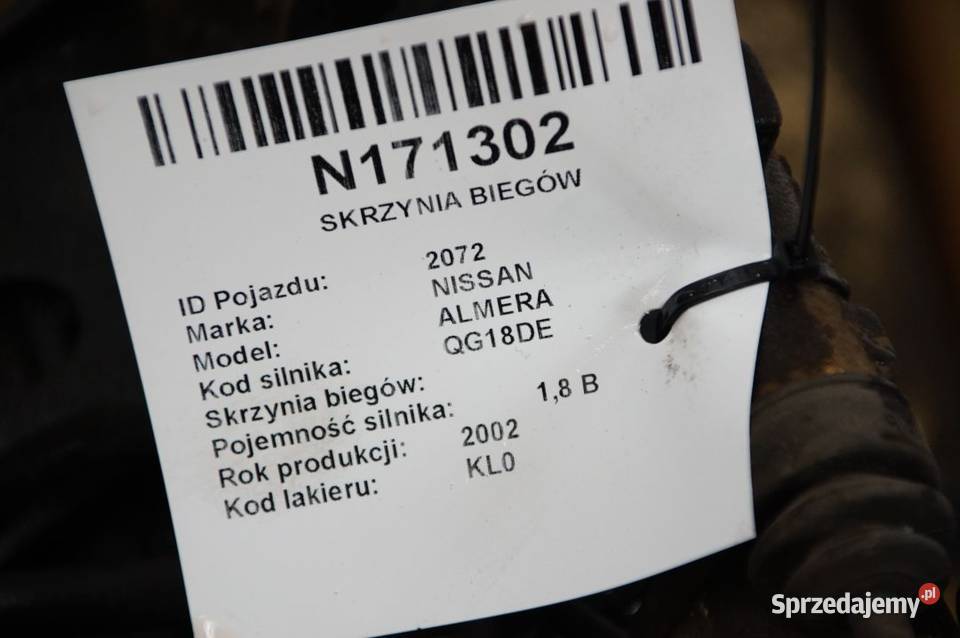 N171302
SKRZYNIA BIEGÓW
ID Pojazdu: 2072
Marka: NISSAN
Model: ALMERA
Kod silnika: QG18DE
Skrzynia biegów:
Pojemność silnika: 1,8 B
Rok produkcji: 2002
Kod lakieru: KL0
Sprzedajemy.pl